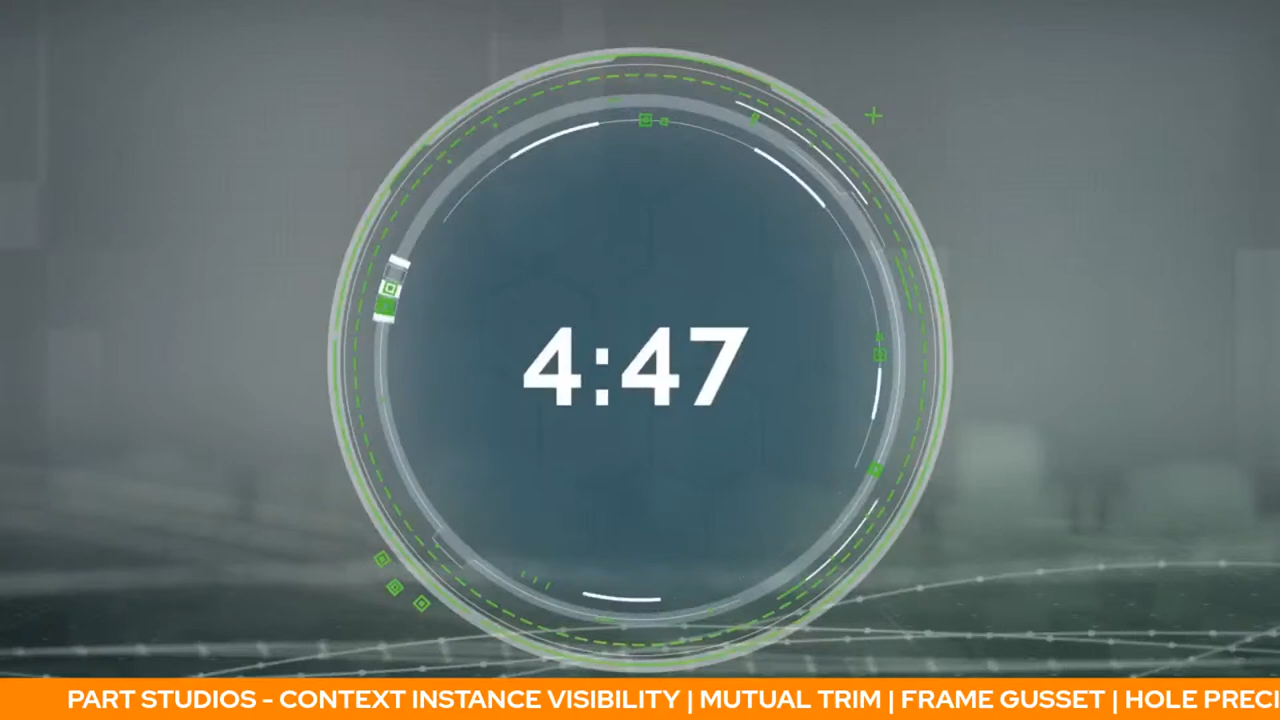 4:47
PART STUDIOS - CONTEXT INSTANCE VISIBILITY | MUTUAL TRIM | FRAME GUSSET | HOLE